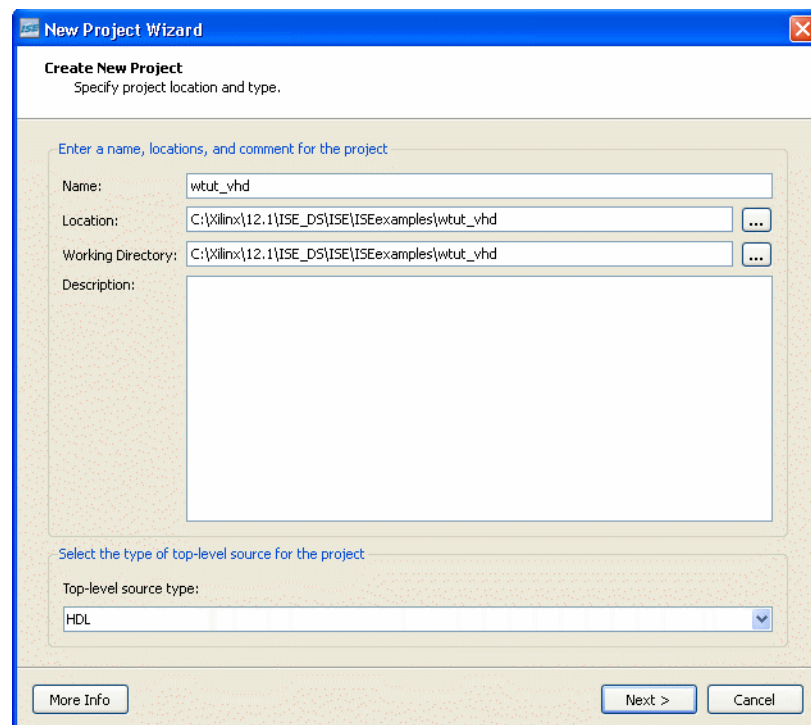 ISE New Project Wizard
Create New Project
Specify project location and type.
Enter a name, locations, and comment for the project
Name: wtut_vhd
Location: C:\Xilinx\12.1\ISE_DS\ISE\ISEexamples\wtut_vhd ...
Working Directory: C:\Xilinx\12.1\ISE_DS\ISE\ISEexamples\wtut_vhd ...
Description:
Select the type of top-level source for the project
Top-level source type:
HDL
More Info Next > Cancel